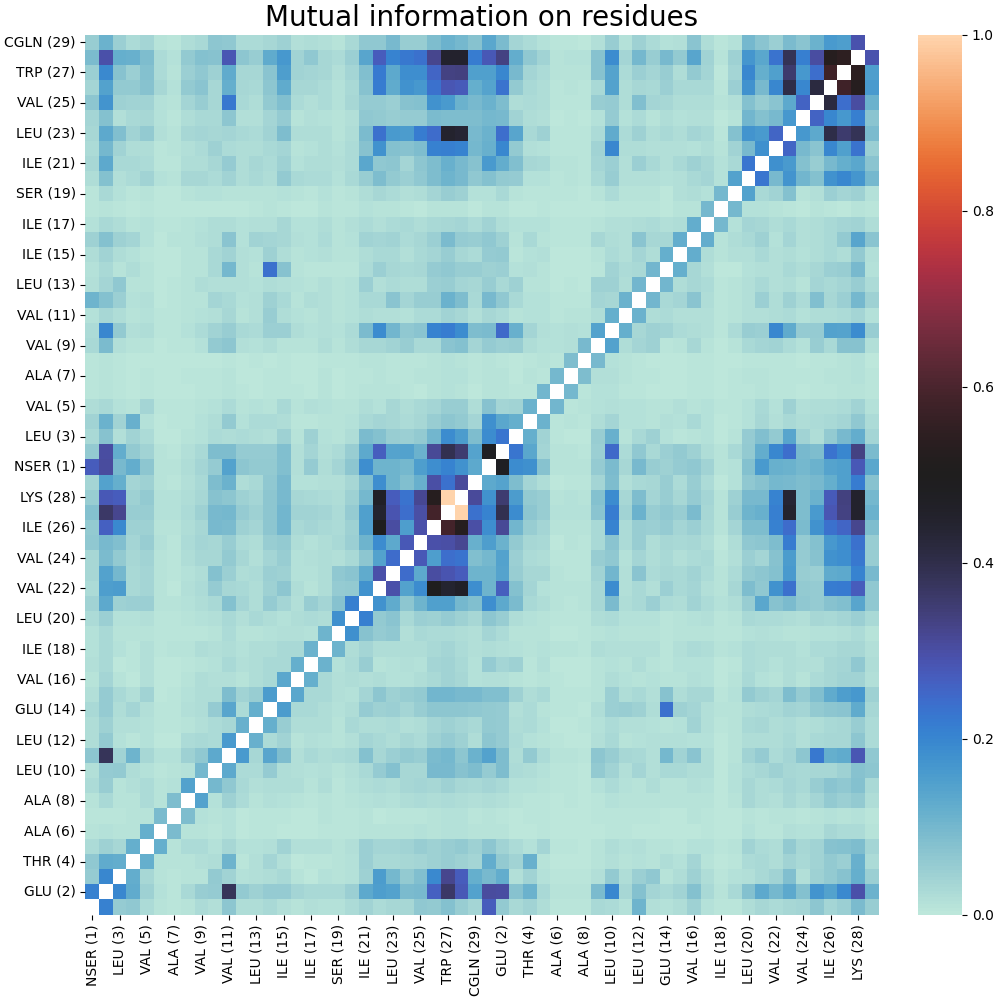 Mutual information on residues
CGLN (29)
TRP (27)
VAL (25)
LEU (23)
ILE (21)
SER (19)
ILE (17)
ILE (15)
LEU (13)
VAL (11)
VAL (9)
ALA (7)
VAL (5)
LEU (3)
NSER (1)
LYS (28)
ILE (26)
VAL (24)
VAL (22)
LEU (20)
ILE (18)
VAL (16)
GLU (14)
LEU (12)
LEU (10)
ALA (8)
ALA (6)
THR (4)
GLU (2)
NSER (1)
LEU (3)
VAL (5)
ALA (7)
VAL (9)
VAL (11)
LEU (13)
ILE (15)
ILE (17)
SER (19)
ILE (21)
LEU (23)
VAL (25)
TRP (27)
CGLN (29)
GLU (2)
THR (4)
ALA (6)
ALA (8)
LEU (10)
LEU (12)
GLU (14)
VAL (16)
ILE (18)
LEU (20)
VAL (22)
VAL (24)
ILE (26)
LYS (28)
1.0
0.8
0.6
0.4
0.2
0.0